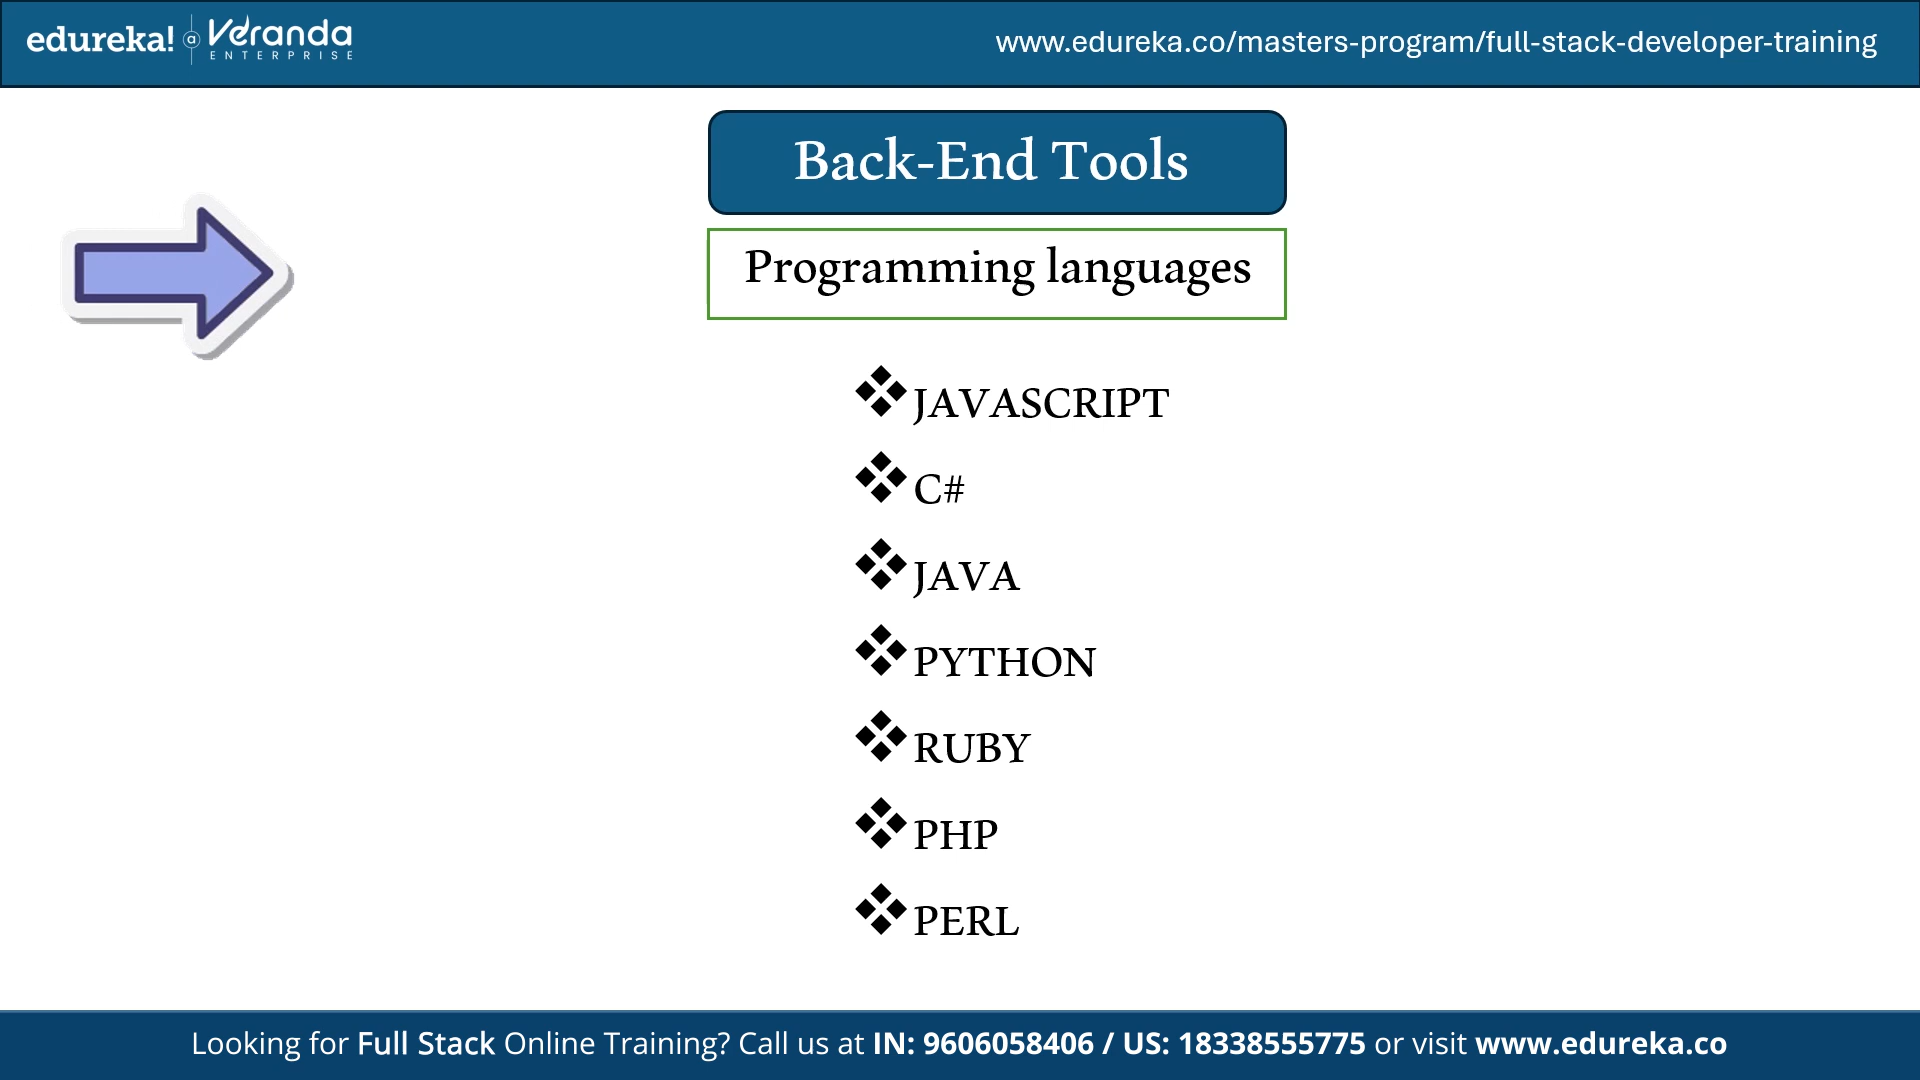 edureka! a Veranda
ENTERPRISE
www.edureka.co/masters-program/full-stack-developer-training
Back-End Tools
Programming languages
JAVASCRIPT
C#
JAVA
PYTHON
RUBY
PHP
PERL
Looking for Full Stack Online Training? Call us at IN: 9606058406 / US: 18338555775 or visit www.edureka.co